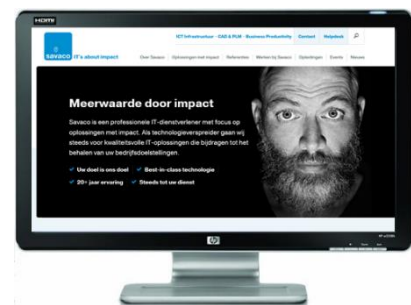 HDMI
ICT Infrastructure · CAD & PLM · Business Productivity Contact Helpdesk
savaco IT's about impact
Over Savaco Oplossingen met impact Referenties Werken bij Savaco Opleidingen Events Nieuws
Meerwaarde door impact
Savaco is een professionele IT-dienstverlener met focus op
oplossingen met impact. Als technologieverspreider gaan wij
steeds voor kwaliteitsvolle IT-oplossingen die bijdragen tot het
behalen van uw bedrijfsdoelstellingen.
✓ Uw doel is ons doel ✓ Best-in-class technologie
✓ 20+ jaar ervaring ✓ Steeds tot uw dienst
hp